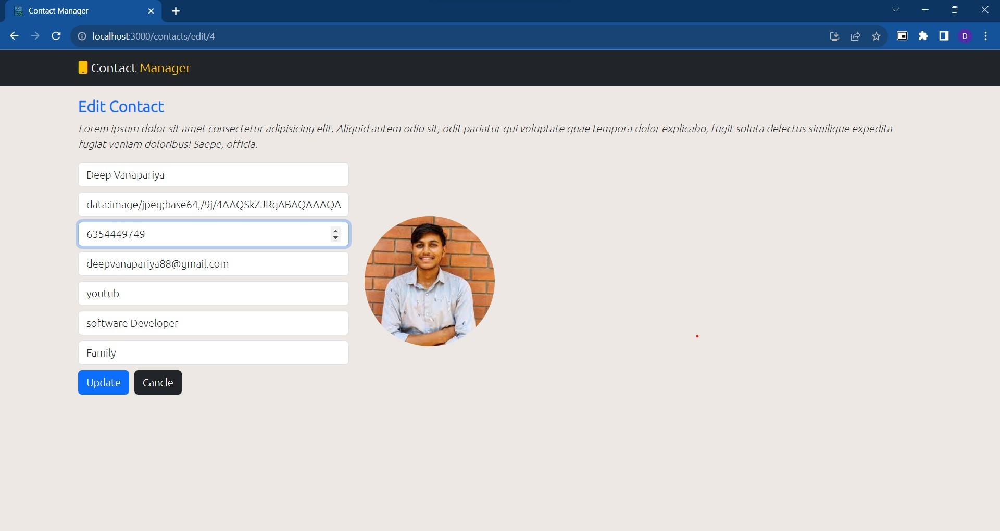 Contact Manager
localhost:3000/contacts/edit/4
D
Contact Manager
Edit Contact
Lorem ipsum dolor sit amet consectetur adipisicing elit. Aliquid autem odio sit, odit pariatur qui voluptate quae tempora dolor explicabo, fugit soluta delectus similique expedita
fugiat veniam doloribus! Saepe, officia.
Deep Vanapariya
data:image/jpeg;base64,/9j/4AAQSkZJRgABAQAAAQA
6354449749
deepvanapariya88@gmail.com
youtub
software Developer
Family
Update Cancle